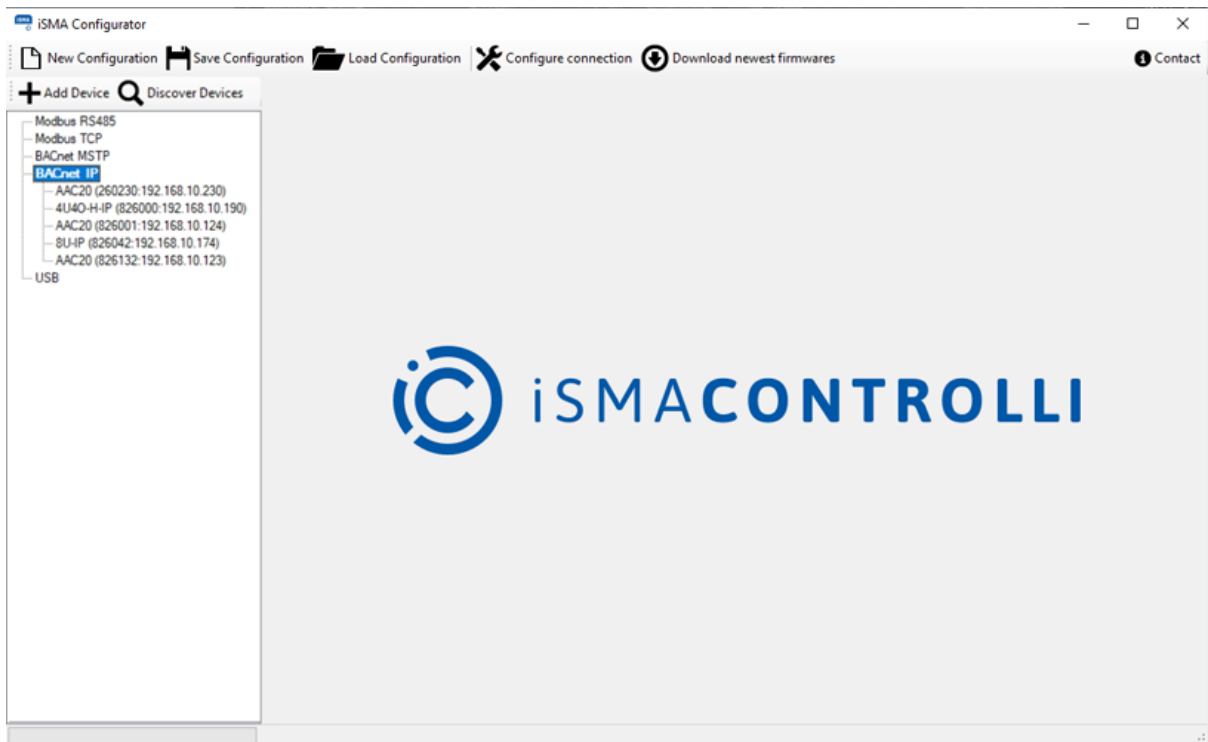 iSMA Configurator
New Configuration Save Configuration Load Configuration Configure connection Download newest firmwares Contact
Add Device Discover Devices
Modbus RS485
Modbus TCP
BACnet MSTP
BACnet IP
AAC20 (260230:192.168.10.230)
4U4O-H-IP (826000:192.168.10.190)
AAC20 (826001:192.168.10.124)
8U-IP (826042:192.168.10.174)
AAC20 (826132:192.168.10.123)
USB
iSMACONTROLLI